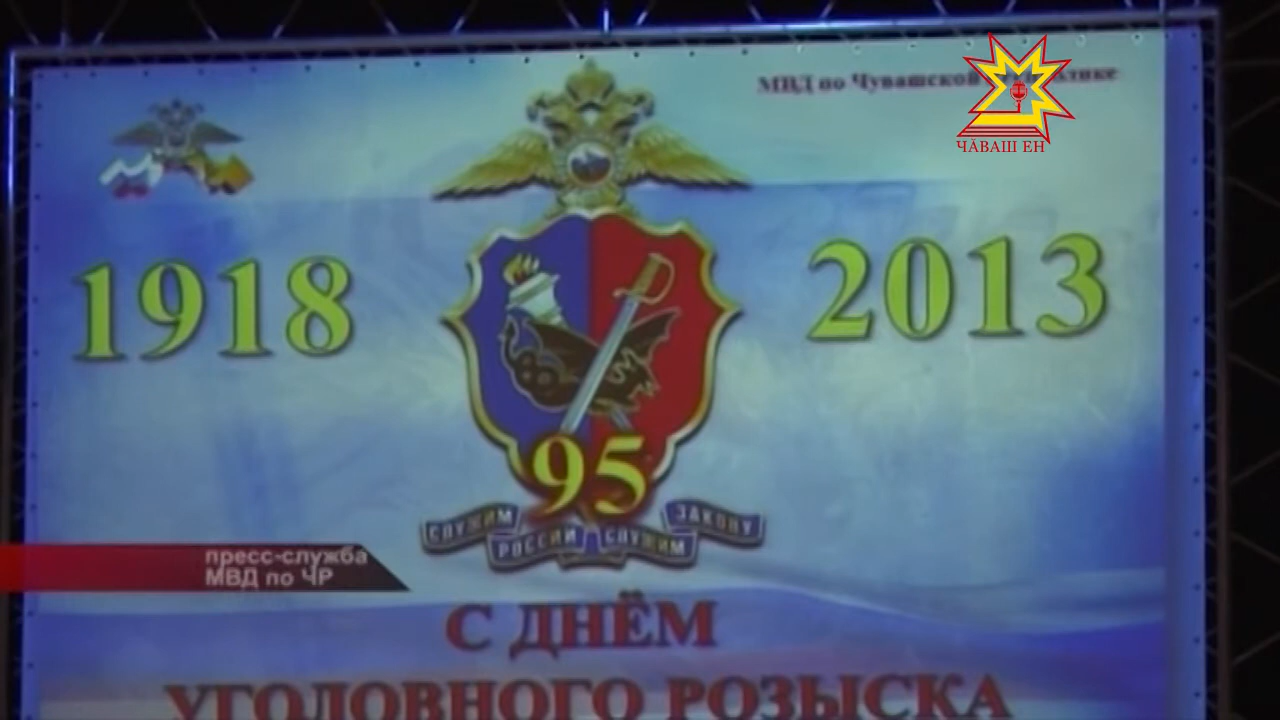 МВД по Чувашской
ЧӐВАШ ЕН
1918
2013
95
СЛУЖИМ РОССИИ СЛУЖИМ ЗАКОНУ
пресс-служба
МВД по ЧР
С ДНЁМ
УГОЛОВНОГО РОЗЫСКА